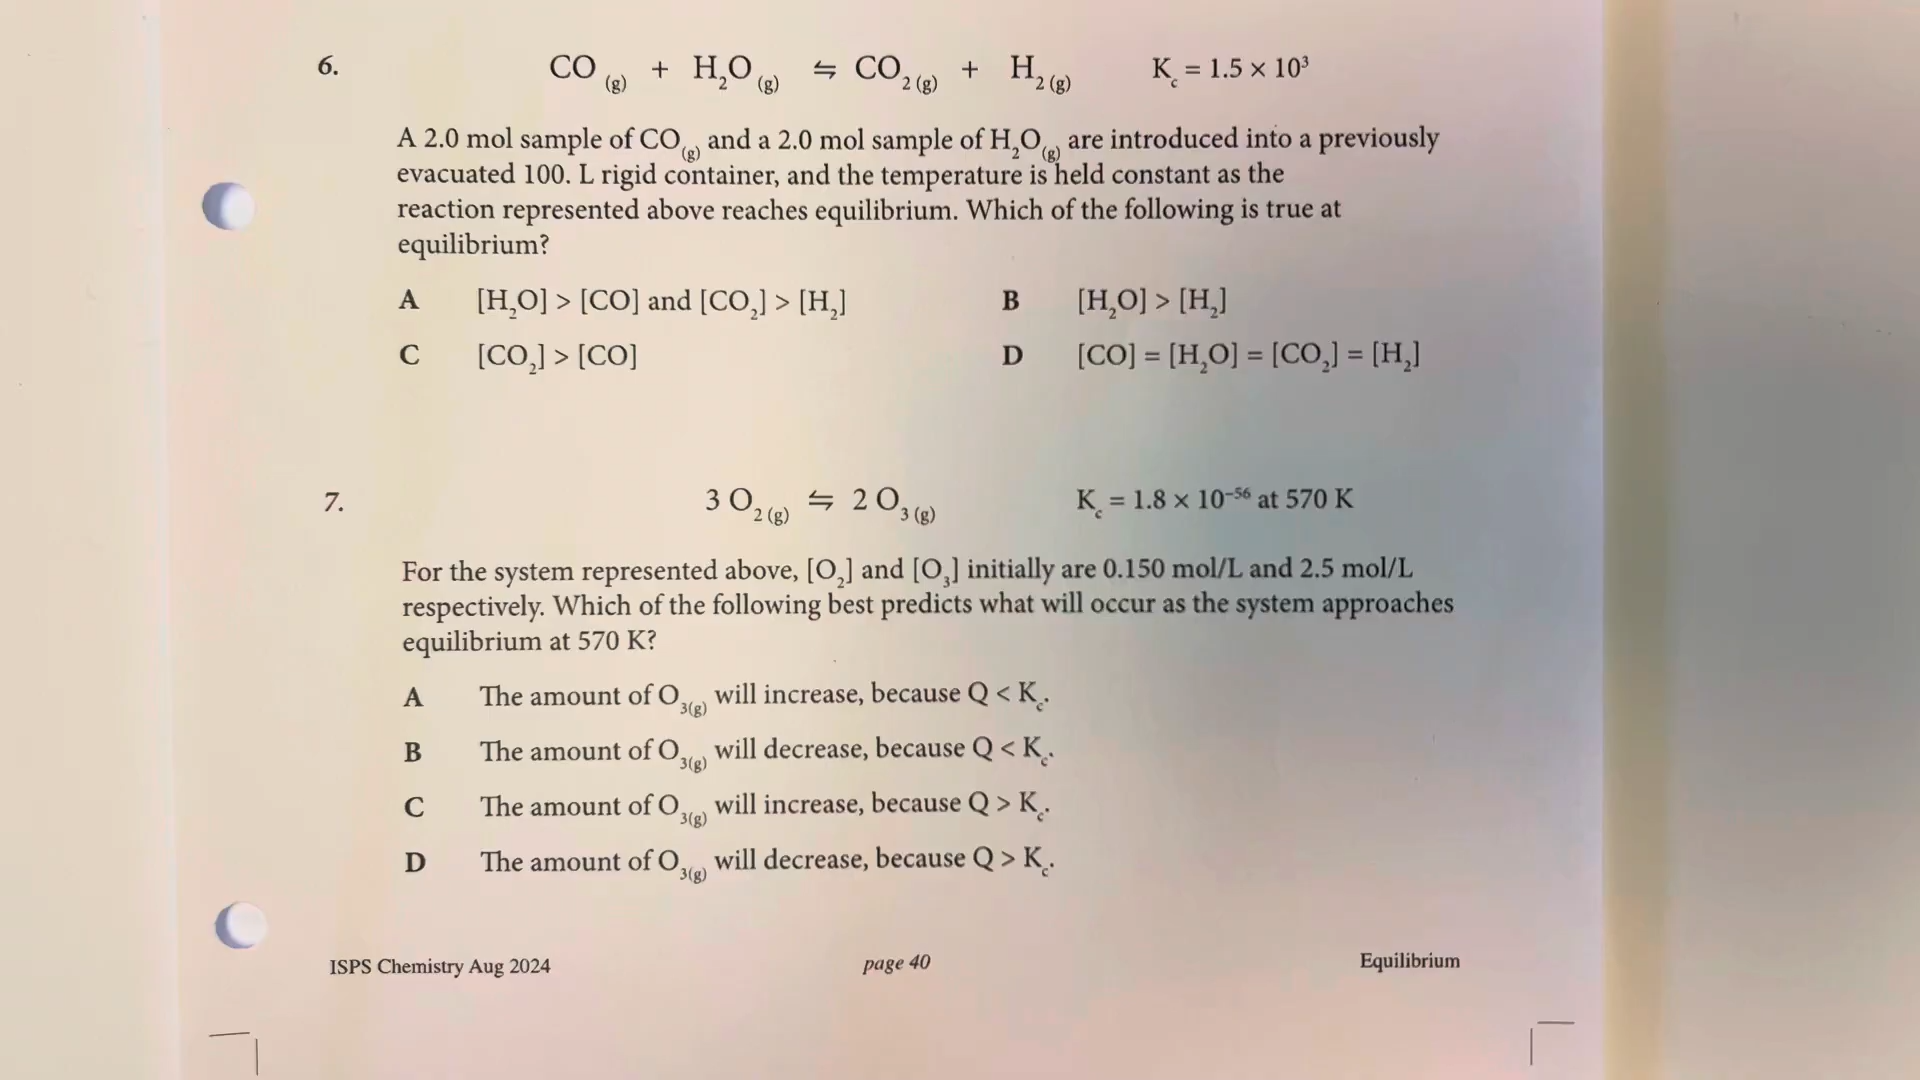 6. CO (g) + H₂O (g) ⇋ CO₂ (g) + H₂ (g) K꜀ = 1.5 × 10³
A 2.0 mol sample of CO(g) and a 2.0 mol sample of H₂O(g) are introduced into a previously
evacuated 100. L rigid container, and the temperature is held constant as the
reaction represented above reaches equilibrium. Which of the following is true at
equilibrium?
A [H₂O] > [CO] and [CO₂] > [H₂] B [H₂O] > [H₂]
C [CO₂] > [CO] D [CO] = [H₂O] = [CO₂] = [H₂]
7. 3 O₂ (g) ⇋ 2 O₃ (g) K꜀ = 1.8 × 10⁻⁵⁶ at 570 K
For the system represented above, [O₂] and [O₃] initially are 0.150 mol/L and 2.5 mol/L
respectively. Which of the following best predicts what will occur as the system approaches
equilibrium at 570 K?
A The amount of O₃(g) will increase, because Q < K꜀.
B The amount of O₃(g) will decrease, because Q < K꜀.
C The amount of O₃(g) will increase, because Q > K꜀.
D The amount of O₃(g) will decrease, because Q > K꜀.
ISPS Chemistry Aug 2024 page 40 Equilibrium